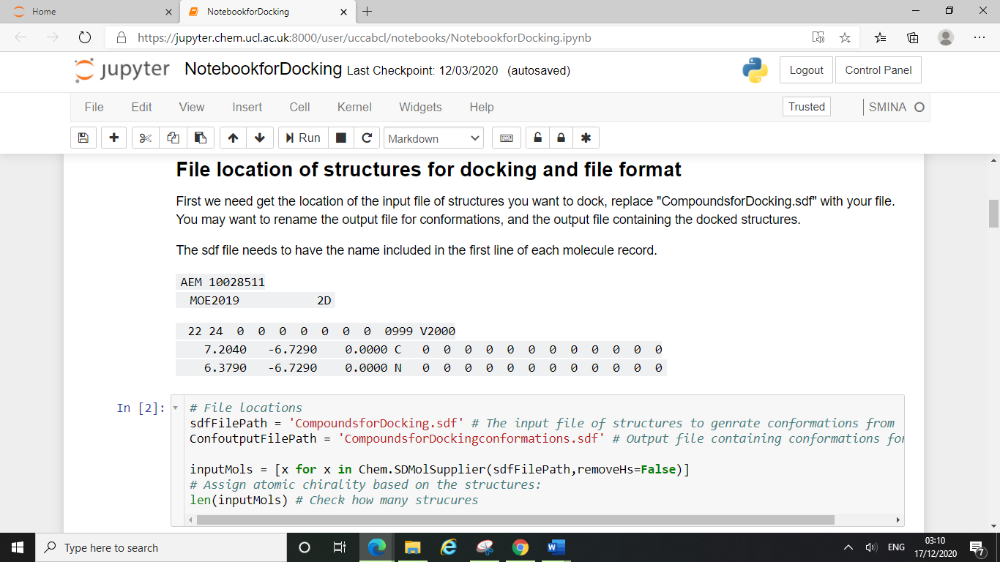 Home
NotebookforDocking
https://jupyter.chem.ucl.ac.uk:8000/user/uccabcl/notebooks/NotebookforDocking.ipynb
jupyter NotebookforDocking Last Checkpoint: 12/03/2020 (autosaved)
Logout
Control Panel
File Edit View Insert Cell Kernel Widgets Help
Trusted
SMINA
Run
Markdown
File location of structures for docking and file format
First we need get the location of the input file of structures you want to dock, replace "CompoundsforDocking.sdf" with your file.
You may want to rename the output file for conformations, and the output file containing the docked structures.
The sdf file needs to have the name included in the first line of each molecule record.
AEM 10028511
MOE2019 2D
22 24 0 0 0 0 0 0 0 0999 V2000
7.2040 -6.7290 0.0000 C 0 0 0 0 0 0 0 0 0 0 0 0
6.3790 -6.7290 0.0000 N 0 0 0 0 0 0 0 0 0 0 0 0
In [2]:
# File locations
sdfFilePath = 'CompoundsforDocking.sdf' # The input file of structures to genrate conformations from
ConfoutputFilePath = 'CompoundsforDockingconformations.sdf' # Output file containing conformations for
inputMols = [x for x in Chem.SDMolSupplier(sdfFilePath,removeHs=False)]
# Assign atomic chirality based on the structures:
len(inputMols) # Check how many strucures
Type here to search
ENG
03:10
17/12/2020
7